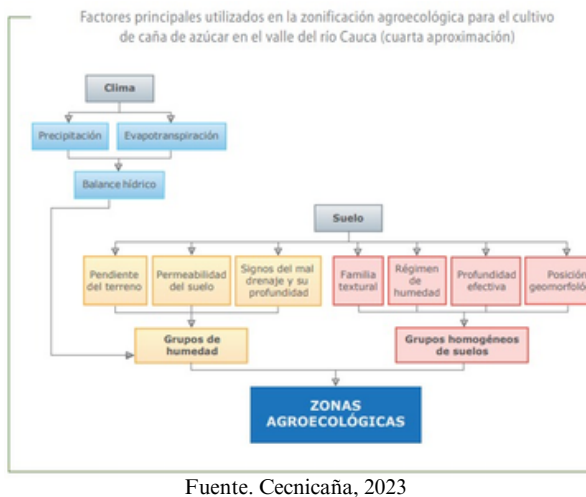 Factores principales utilizados en la zonificación agroecológica para el cultivo
de caña de azúcar en el valle del río Cauca (cuarta aproximación)
Clima
Precipitación
Evapotranspiración
Balance hídrico
Suelo
Pendiente
del terreno
Permeabilidad
del suelo
Signos del mal
drenaje y su
profundidad
Familia
textural
Régimen
de
humedad
Profundidad
efectiva
Posición
Grupos de
humedad
Grupos homogéneos
de suelos
ZONAS
AGROECOLÓGICAS
Fuente. Cecnicaña, 2023